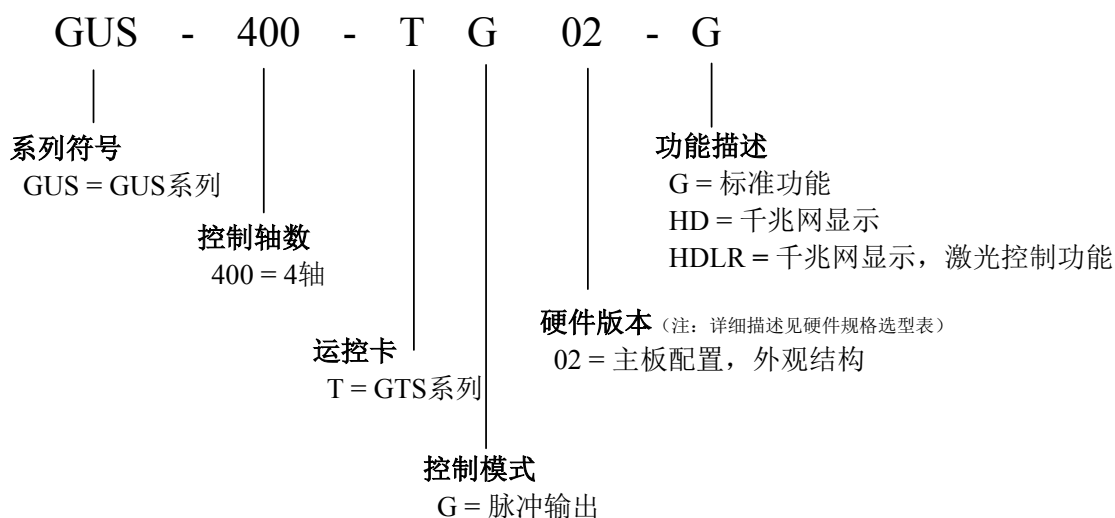 GUS - 400 - T G 02 - G
系列符号
GUS = GUS系列
控制轴数
400 = 4轴
运控卡
T = GTS系列
控制模式
G = 脉冲输出
硬件版本（注：详细描述见硬件规格选型表）
02 = 主板配置，外观结构
功能描述
G = 标准功能
HD = 千兆网显示
HDLR = 千兆网显示，激光控制功能